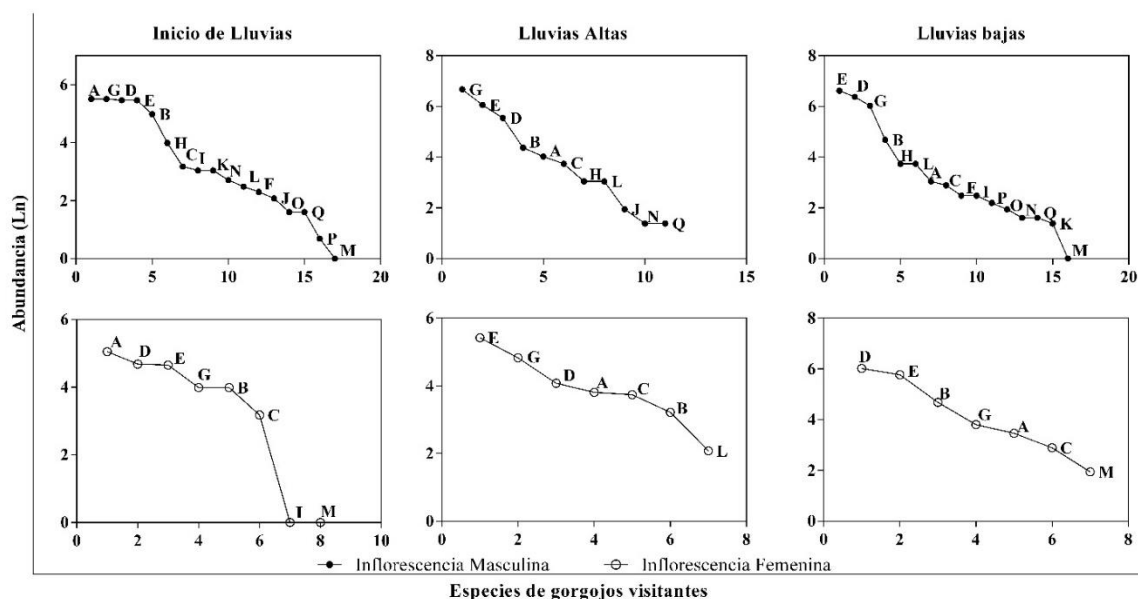 Inicio de Lluvias
Lluvias Altas
Lluvias bajas
Abundancia (Ln)
6
4
2
0
A G D E
B
H
C I K N L F
J O Q
P
M
0 5 10 15 20
8
6
4
2
0
G
E
D
B A C
H L
J N Q
0 5 10 15
8
6
4
2
0
E D
G
B
H L
A C F I P O N Q
K
M
0 5 10 15 20
6
4
2
0
A
D E
G B
C
I M
0 2 4 6 8 10
6
4
2
0
E
G
D A C
B
L
0 2 4 6 8
8
6
4
2
0
D E
B
G A
C
M
0 2 4 6 8
Inflorescencia Masculina Inflorescencia Femenina
Especies de gorgojos visitantes